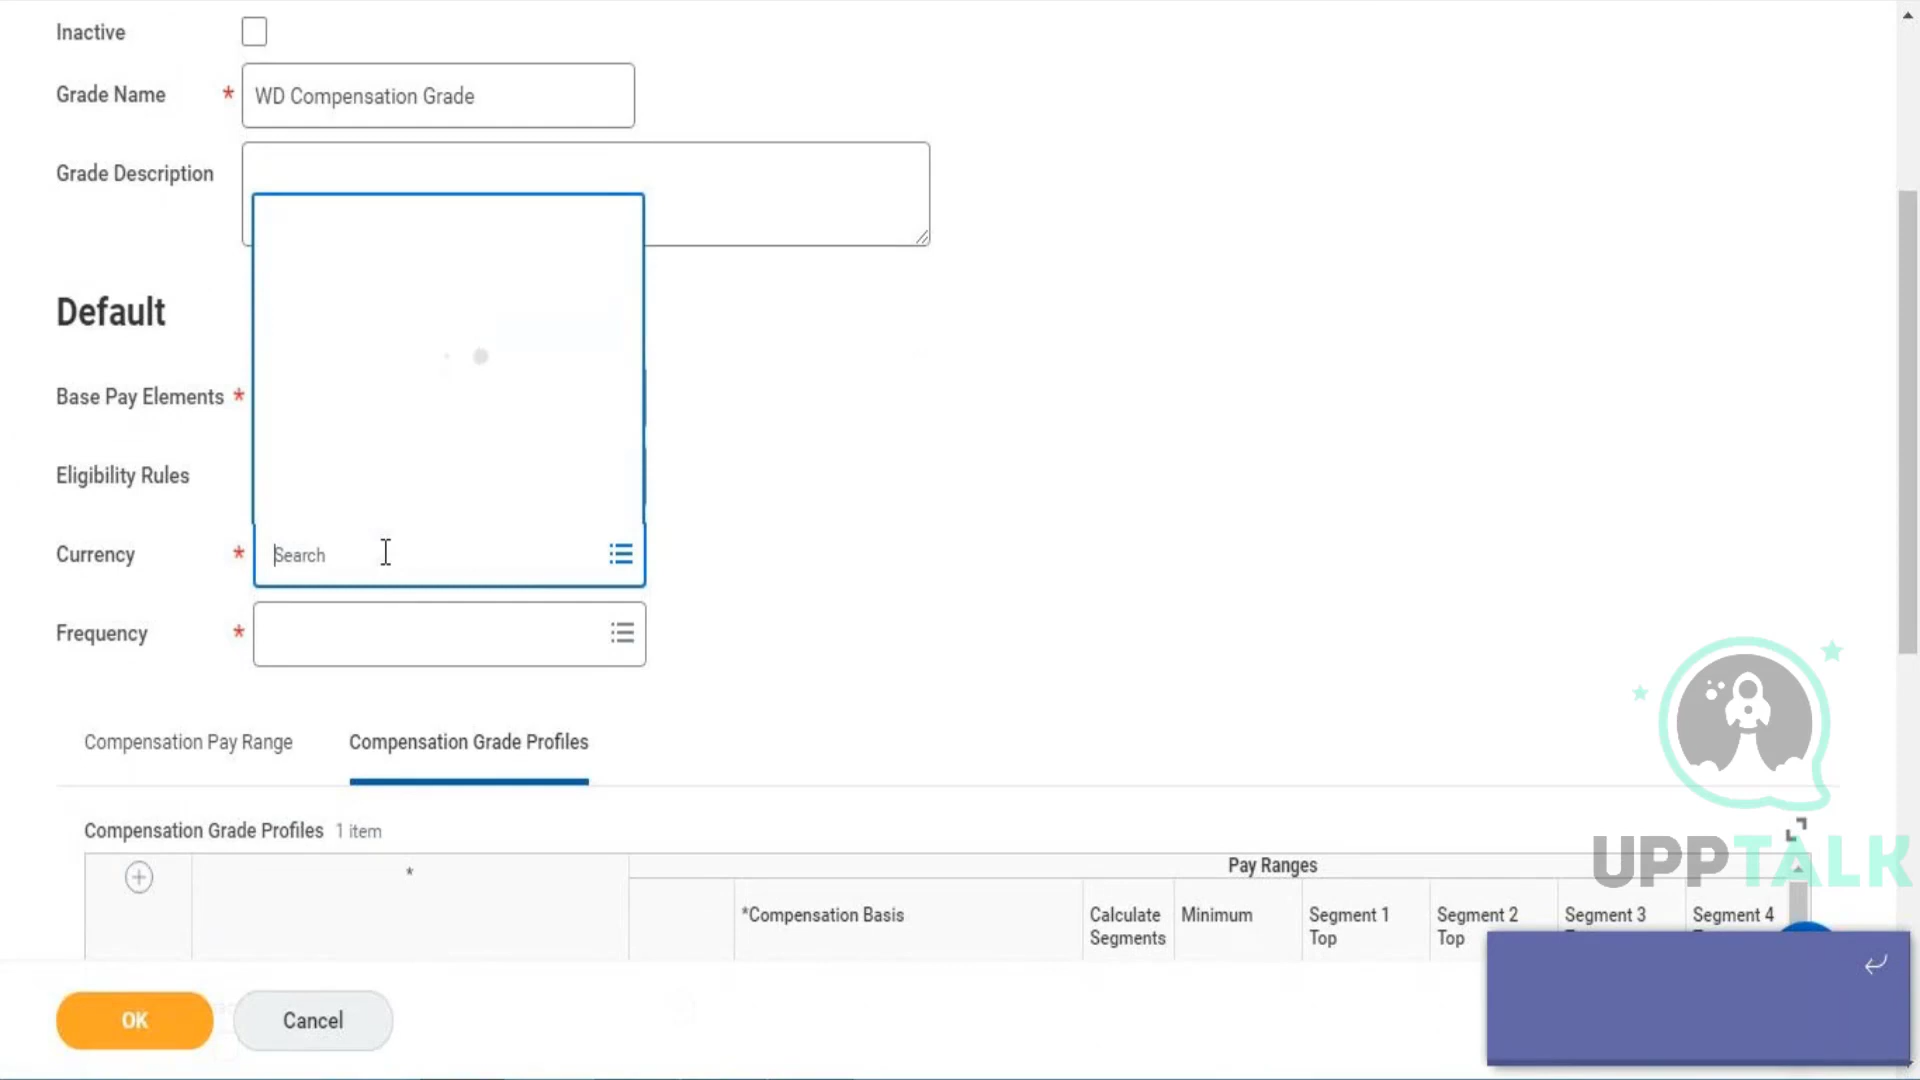 Inactive
Grade Name *
WD Compensation Grade
Grade Description
Default
Base Pay Elements *
Eligibility Rules
Currency *
Search
Frequency *
Compensation Pay Range
Compensation Grade Profiles
Compensation Grade Profiles 1 item
*
Pay Ranges
*Compensation Basis
Calculate Segments
Minimum
Segment 1 Top
Segment 2 Top
Segment 3
Segment 4
OK
Cancel
UPPTALK